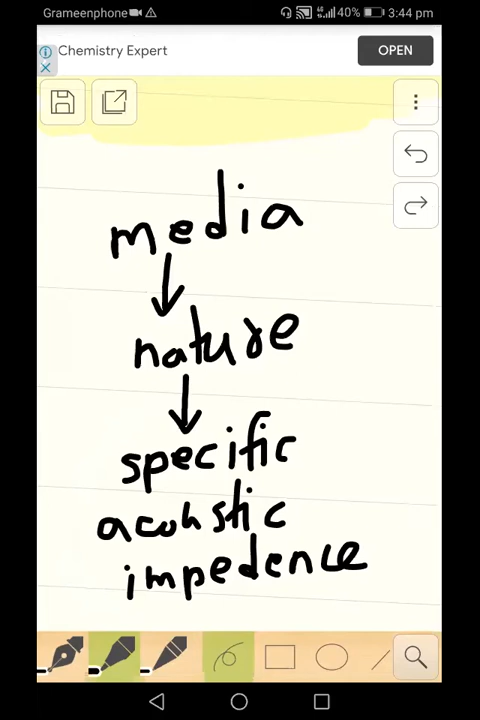 Grameenphone 40% 3:44 pm
Chemistry Expert OPEN
media
nature
specific
acoustic
impedence